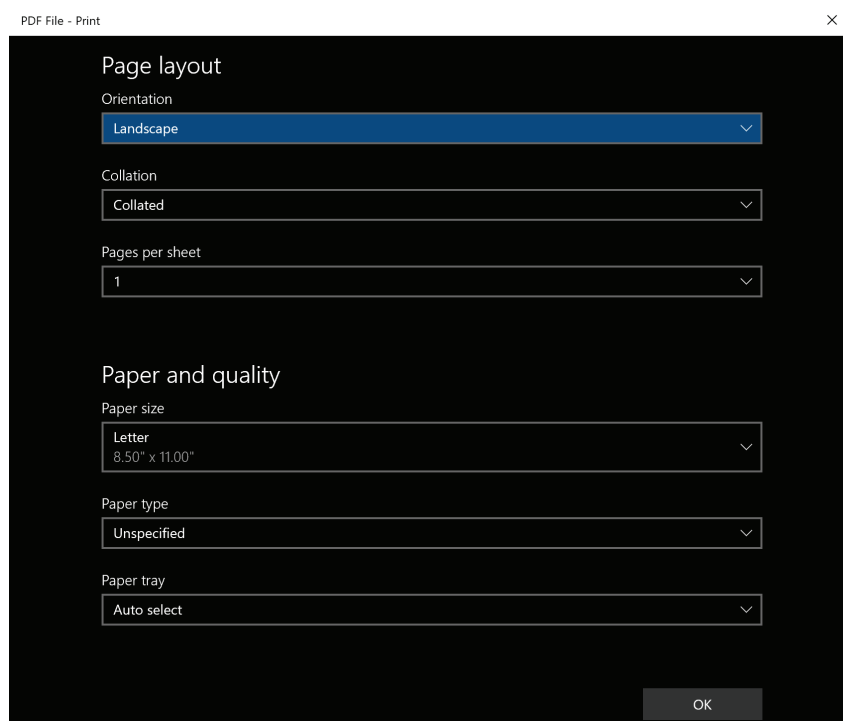 PDF File - Print
Page layout
Orientation
Landscape
Collation
Collated
Pages per sheet
1
Paper and quality
Paper size
Letter
8.50" x 11.00"
Paper type
Unspecified
Paper tray
Auto select
OK